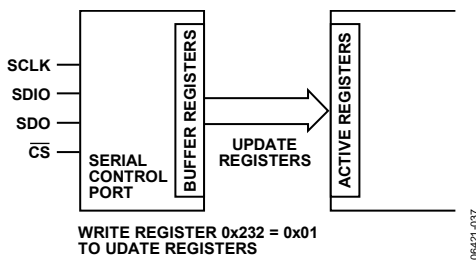 SCLK
SDIO
SDO
CS
SERIAL
CONTROL
PORT
BUFFER REGISTERS
UPDATE
REGISTERS
ACTIVE REGISTERS
WRITE REGISTER 0x232 = 0x01
TO UDATE REGISTERS
06421-037